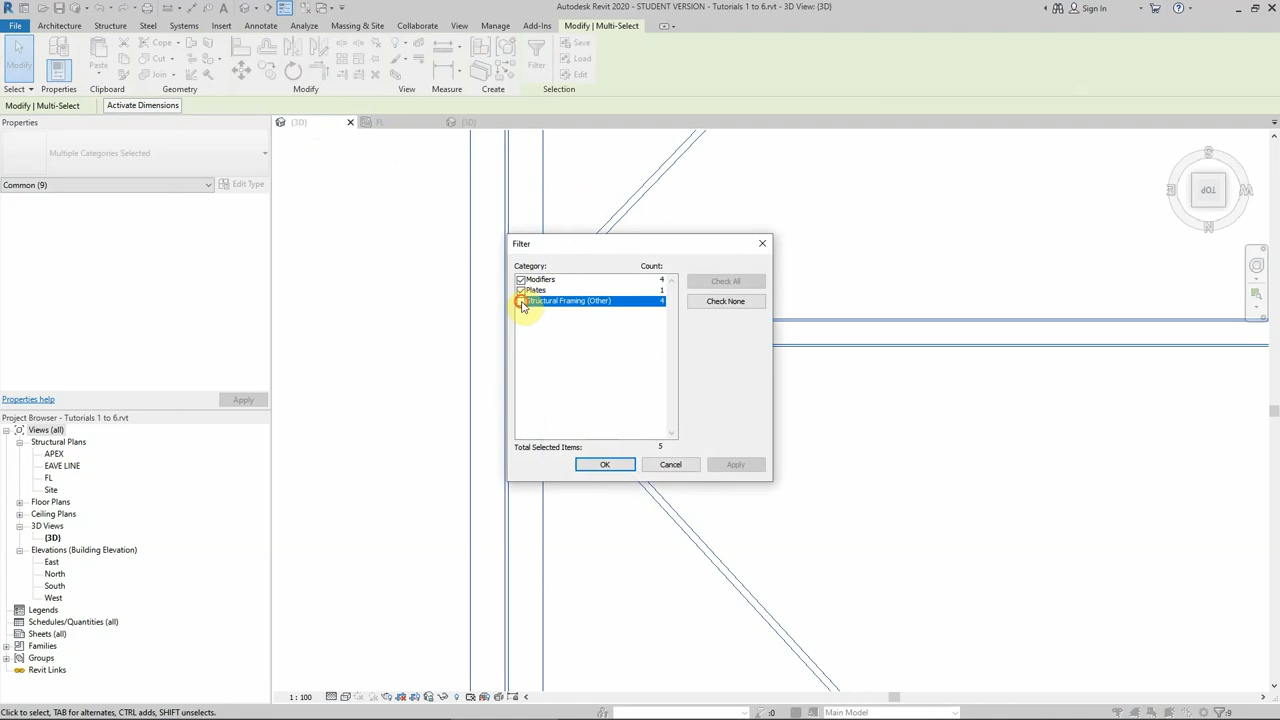 Autodesk Revit 2020 - STUDENT VERSION - Tutorials 1 to 6.rvt - 3D View: {3D}
Sign In
File Architecture Structure Steel Systems Insert Annotate Analyze Massing & Site Collaborate View Manage Add-Ins Modify | Multi-Select
Modify
Paste
Cope
Cut
Join
Filter
Save
Load
Edit
Select Properties Clipboard Geometry Modify View Measure Create Selection
Modify | Multi-Select Activate Dimensions
Properties
{3D}
FL
{3D}
Multiple Categories Selected
Common (9)
Edit Type
TOP
S
E
W
N
Filter
Category: Count:
Modifiers 4
Plates 1
Structural Framing (Other) 4
Check All
Check None
Total Selected Items: 5
OK Cancel Apply
Properties help
Apply
Project Browser - Tutorials 1 to 6.rvt
Views (all)
Structural Plans
APEX
EAVE LINE
FL
Site
Floor Plans
Ceiling Plans
3D Views
{3D}
Elevations (Building Elevation)
East
North
South
West
Legends
Schedules/Quantities (all)
Sheets (all)
Families
Groups
Revit Links
1 : 100
Click to select, TAB for alternates, CTRL adds, SHIFT unselects.
:0
Main Model
:9